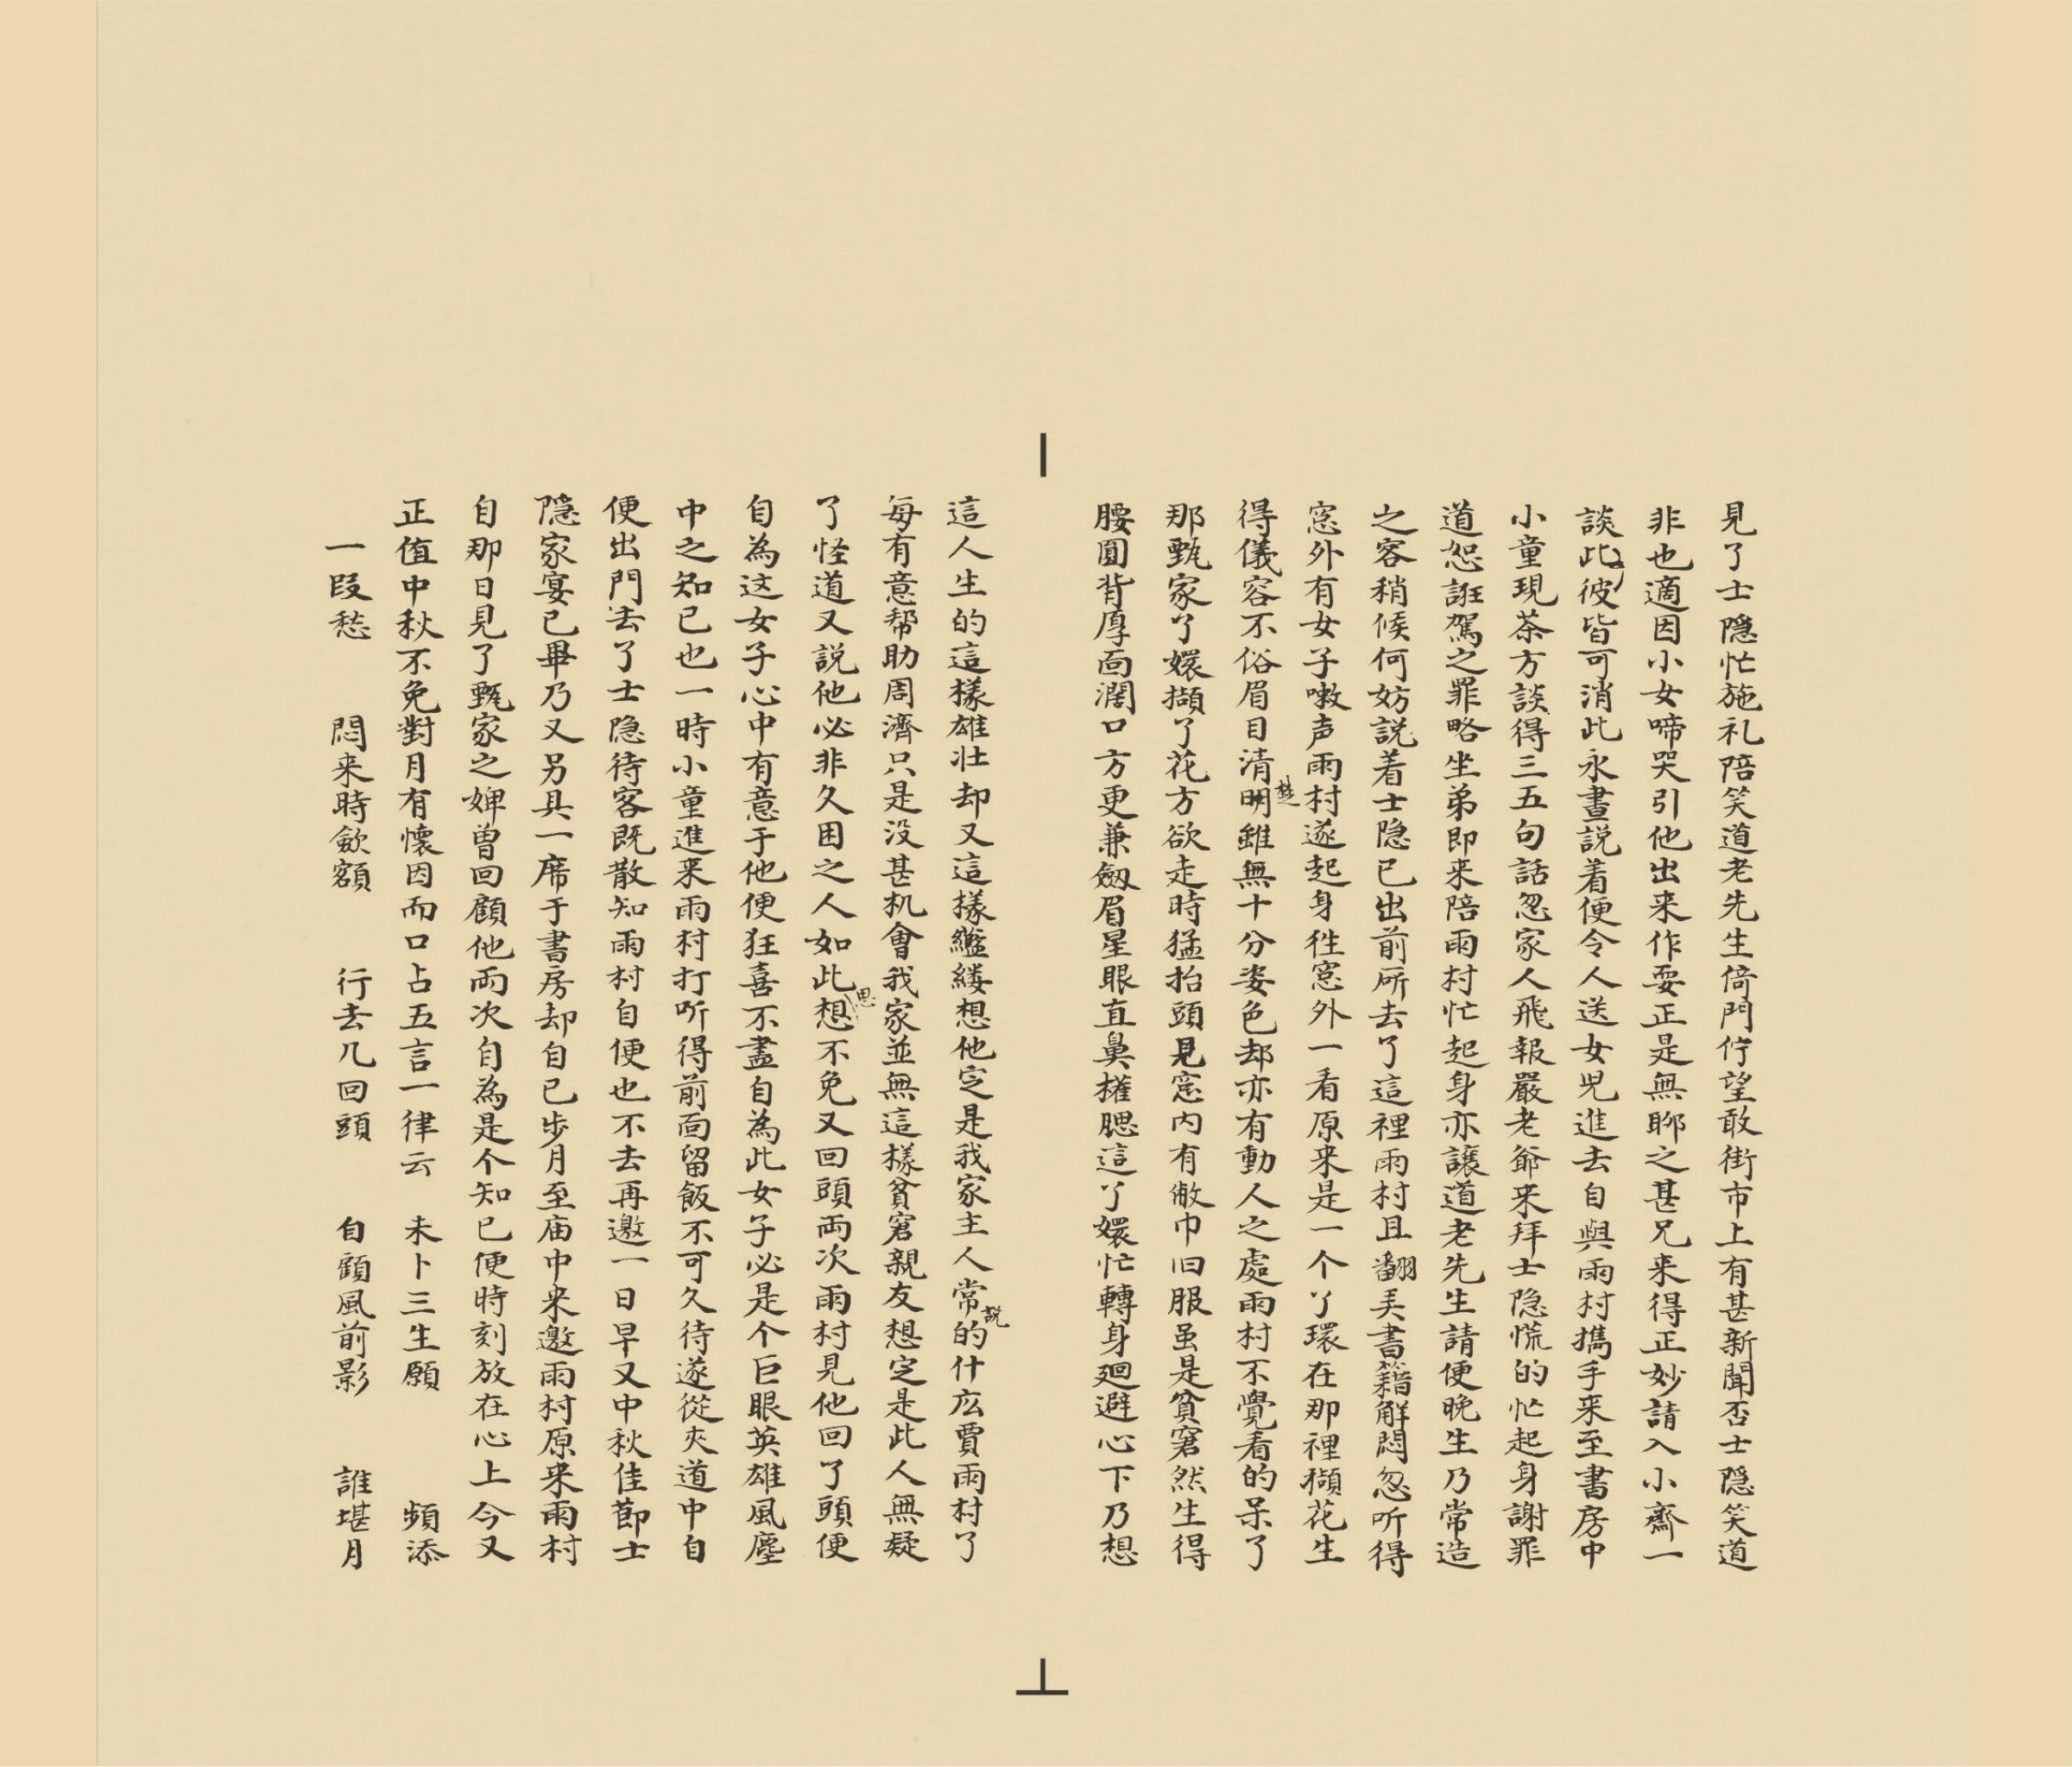 見了士隐忙施礼陪笑道老先生倚門佇望敢街市上有甚新聞否士隐笑道
非也適因小女啼哭引他出来作耍正是無聊之甚兄来得正妙請入小齋一
談此彼皆可消此永晝説着便令人送女児進去自與雨村攜手来至書房中
小童現茶方談得三五句話忽家人飛報嚴老爺来拜士隐慌的忙起身謝罪
道恕誑駕之罪略坐弟即来陪雨村忙起身亦讓道老先生請便晚生乃常造
之客稍候何妨説着士隐已出前所去了這裡雨村且翻弄書籍解悶忽听得
窓外有女子嗽声雨村遂起身往窓外一看原来是一个丫環在那裡擷花生
得儀容不俗眉目清明雖無十分姿色却亦有動人之處雨村不覺看的呆了
楚
那甄家丫嬛擷了花方欲走時猛抬頭見窓内有敝巾旧服虽是貧窘然生得
腰圓背厚面濶口方更兼劔眉星眼直鼻權腮這丫嬛忙轉身廻避心下乃想
這人生的這樣雄壯却又這樣繿縷想他定是我家主人常的什広賈雨村了
説
每有意帮助周濟只是没甚机會我家並無這樣貧窘親友想定是此人無疑
了怪道又説他必非久困之人如此想不免又回頭両次雨村見他回了頭便
思
自為这女子心中有意于他便狂喜不盡自為此女子必是个巨眼英雄風塵
中之知已也一時小童進来雨村打听得前面留飯不可久待遂從夾道中自
便出門去了士隐待客既散知雨村自便也不去再邀一日早又中秋佳節士
隱家宴已畢乃又另具一席于書房却自已步月至庙中来邀雨村原来雨村
自那日見了甄家之婢曾回顧他両次自為是个知已便時刻放在心上今又
正值中秋不免對月有懷因而口占五言一律云 未卜三生願 頻添
一段愁 悶来時歛額 行去几回頭 自顧風前影 誰堪月